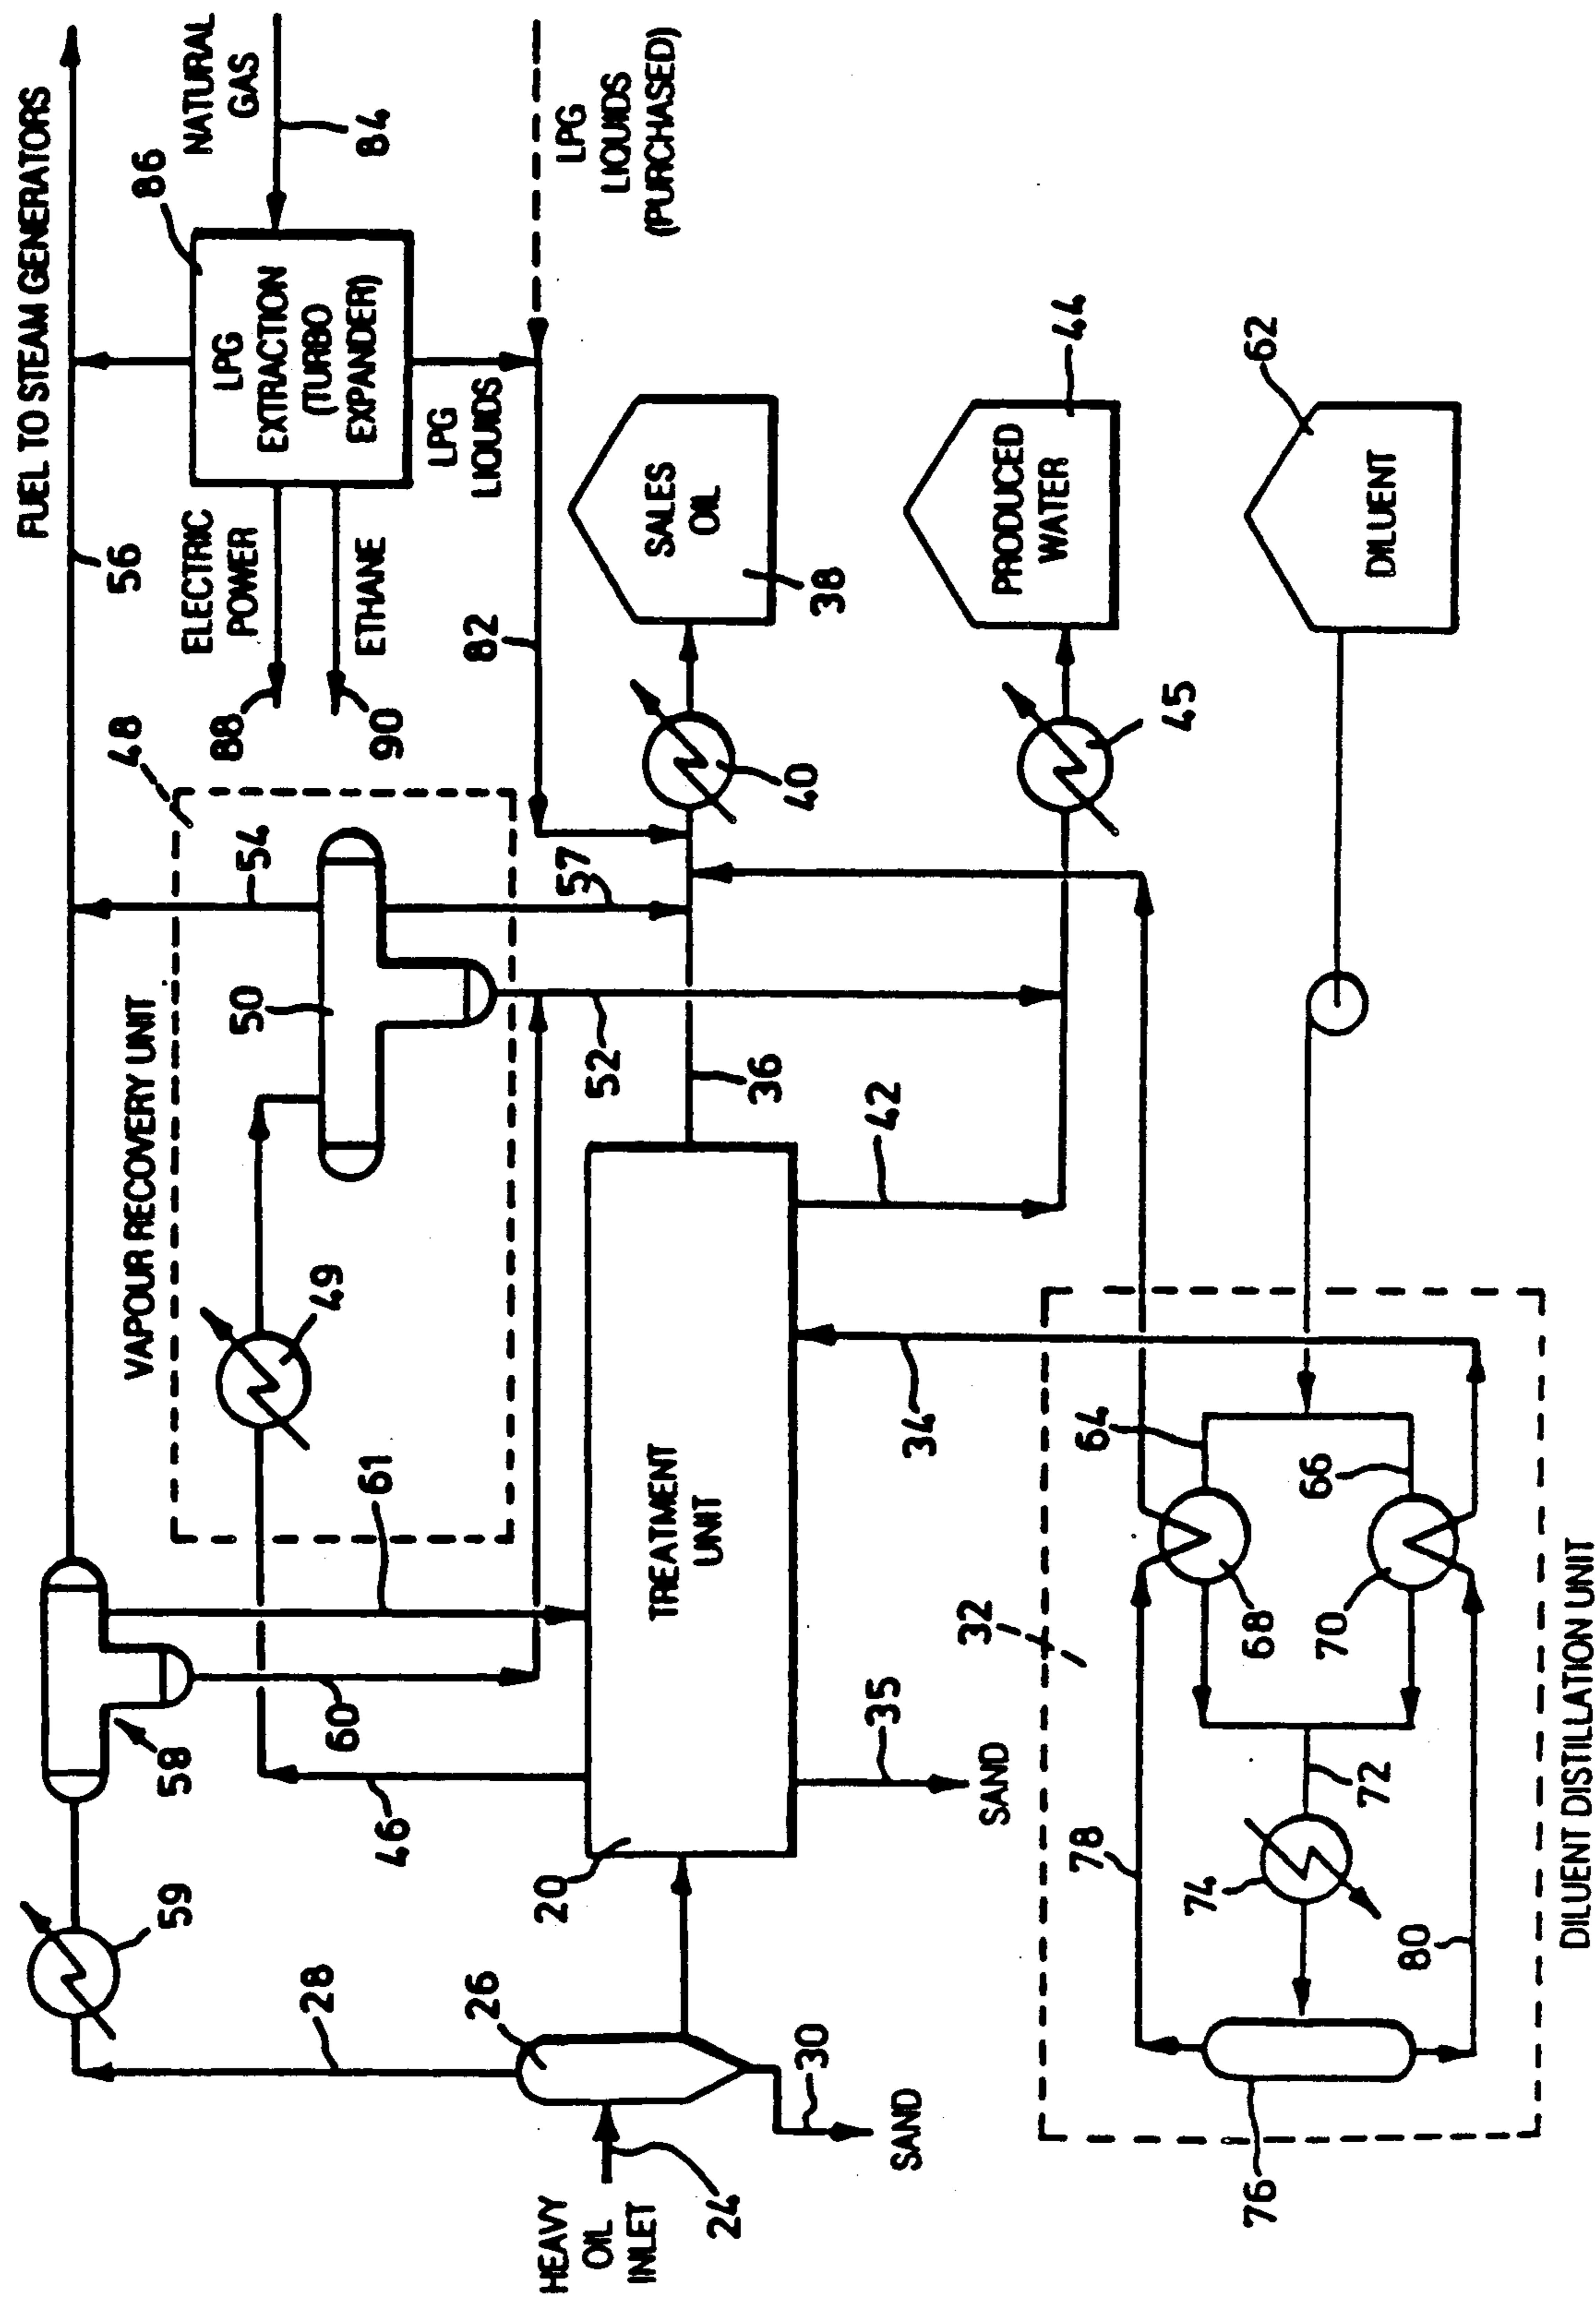 FUEL TO STEAM GENERATORS
NATURAL
GAS
84
86
LPG
EXTRACTION
(TURBO
EXPANDER)
LPG
LIQUIDS
LPG
LIQUIDS
(PURCHASED)
56
ELECTRIC
POWER
88
ETHANE
90
82
48
VAPOUR RECOVERY UNIT
54
50
57
52
49
61
59
58
60
46
28
26
HEAVY
OIL
INLET
24
30
SAND
20
TREATMENT
UNIT
35
SAND
36
42
34
40
SALES
OIL
38
45
PRODUCED
WATER
44
62
DILUENT
32
64
66
68
70
72
74
76
78
80
DILUENT DISTILLATION UNIT